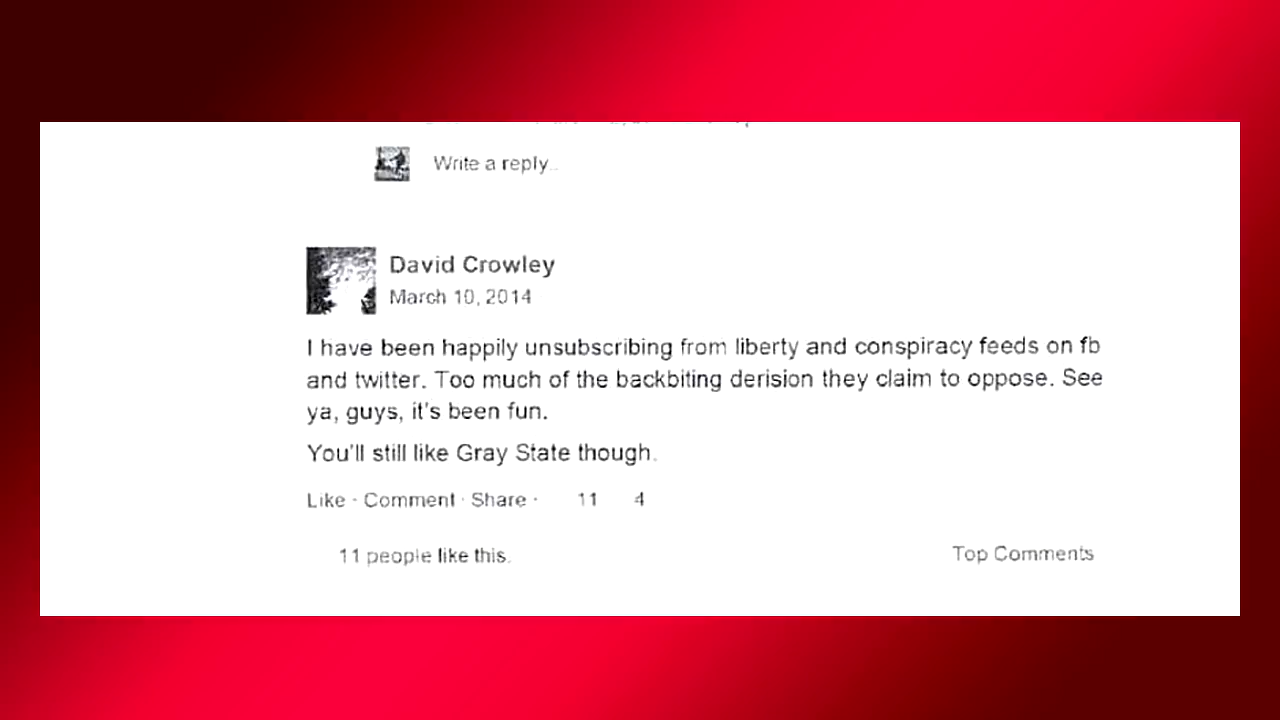 Write a reply..
David Crowley
March 10, 2014
I have been happily unsubscribing from liberty and conspiracy feeds on fb
and twitter. Too much of the backbiting derision they claim to oppose. See
ya, guys, it's been fun.
You'll still like Gray State though.
Like · Comment · Share · 11 4
11 people like this.
Top Comments